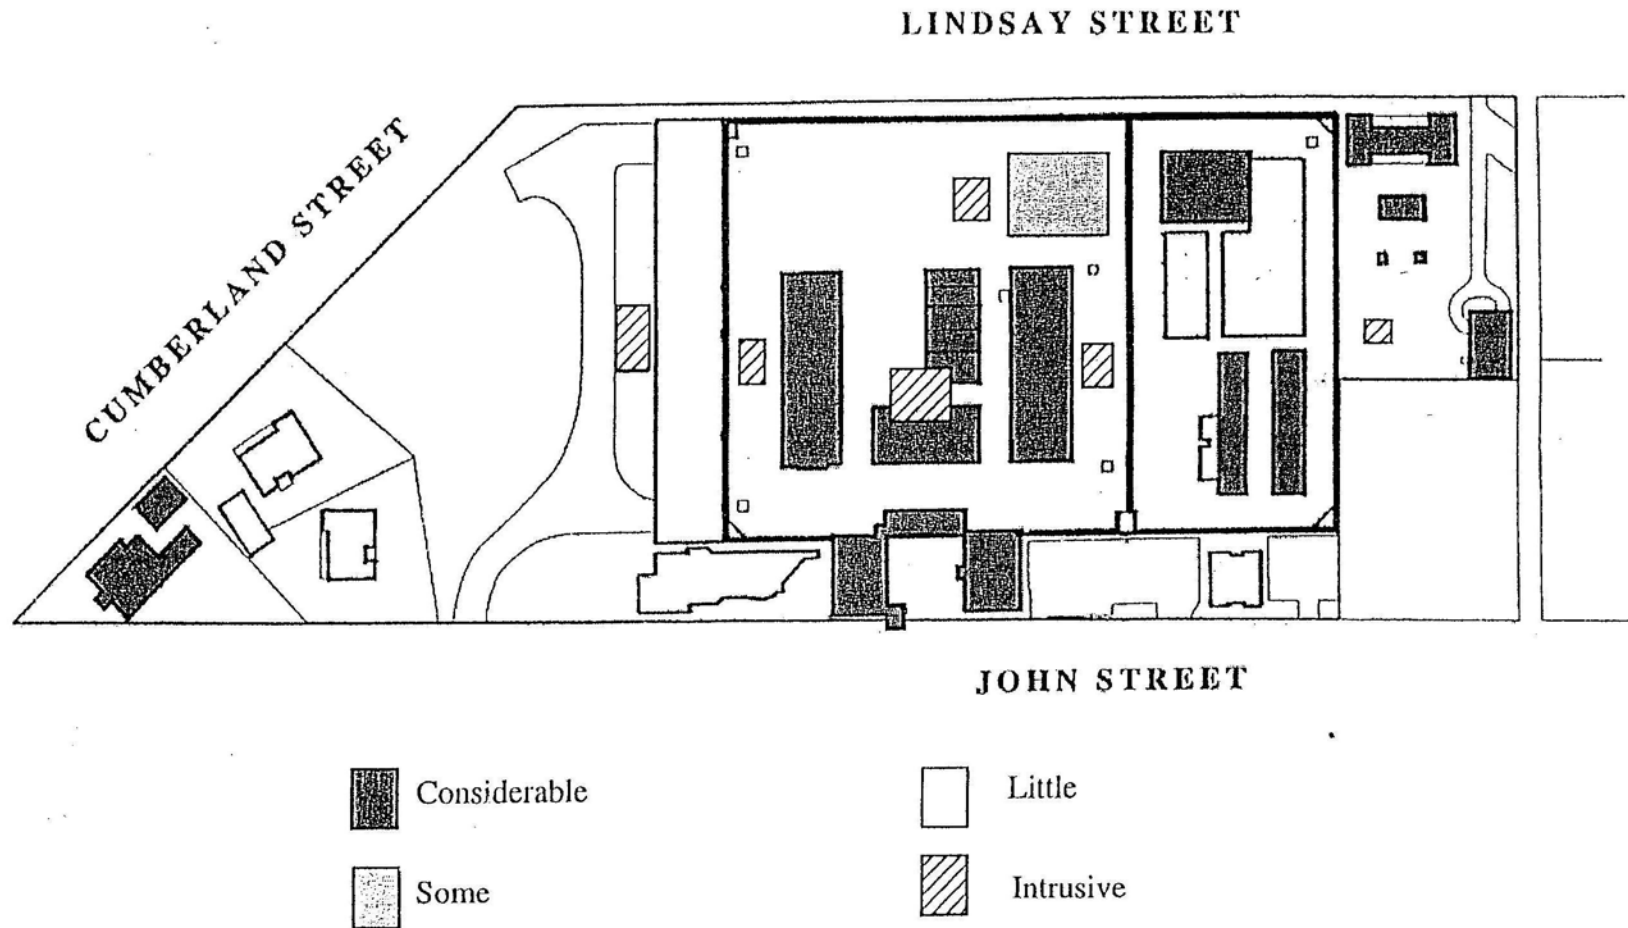 LINDSAY STREET
CUMBERLAND STREET
JOHN STREET
Considerable
Little
Some
Intrusive